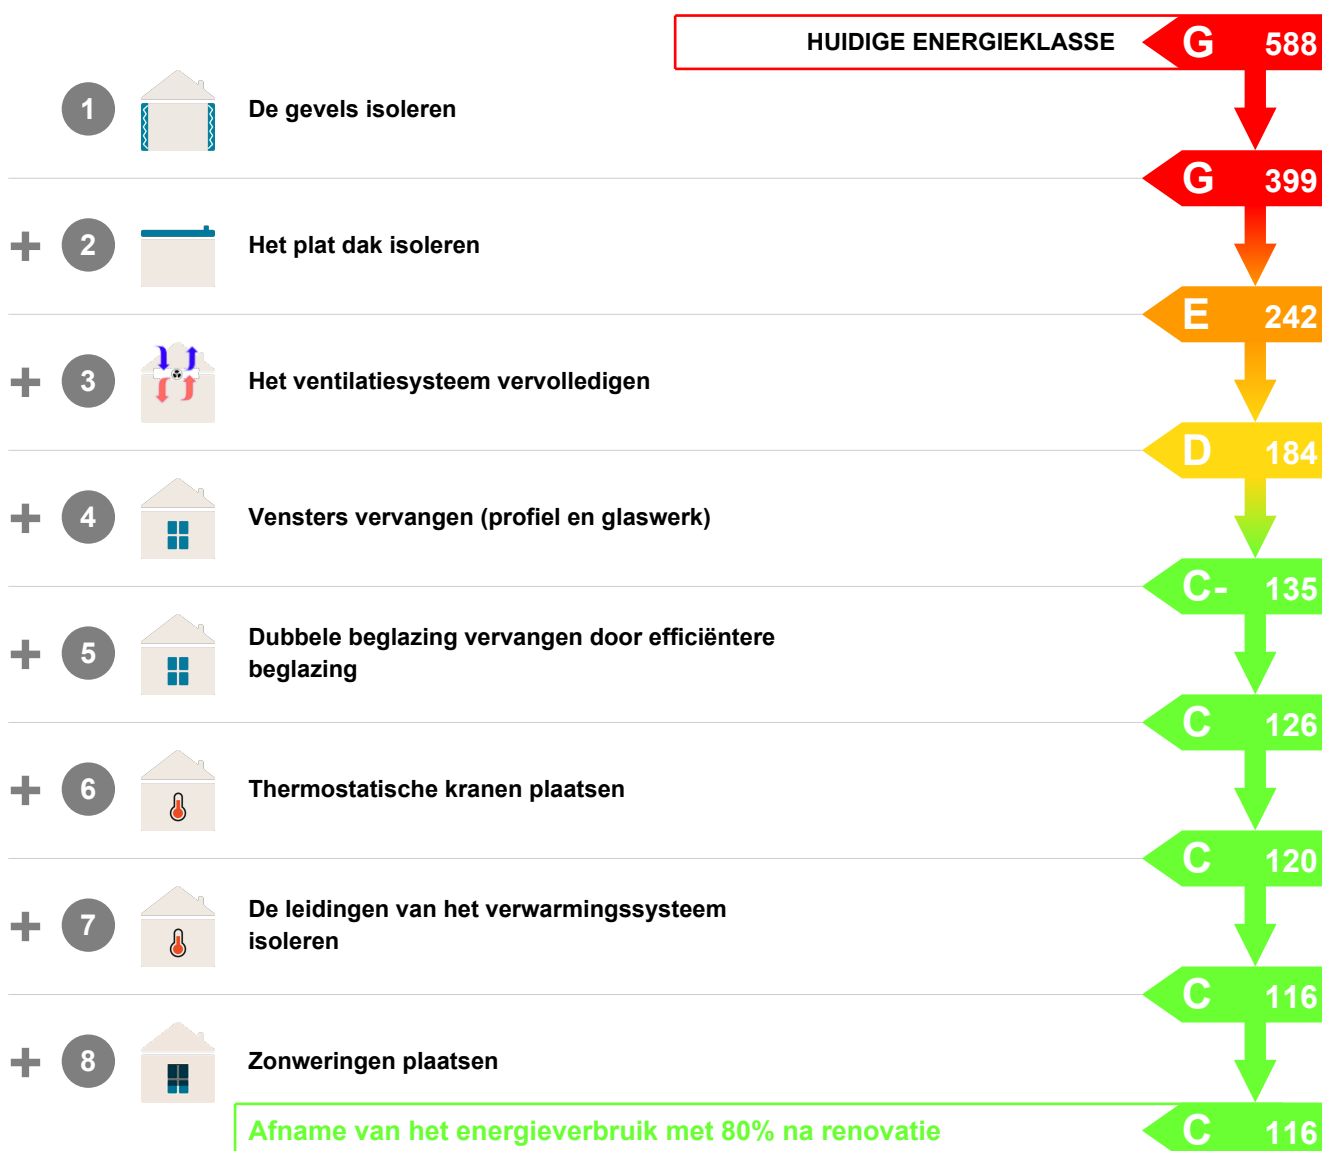 HUIDIGE ENERGIEKLASSE G 588
1 De gevels isoleren
G 399
+ 2 Het plat dak isoleren
E 242
+ 3 Het ventilatiesysteem vervolledigen
D 184
+ 4 Vensters vervangen (profiel en glaswerk)
C- 135
+ 5 Dubbele beglazing vervangen door efficiëntere
beglazing
C 126
+ 6 Thermostatische kranen plaatsen
C 120
+ 7 De leidingen van het verwarmingssysteem
isoleren
C 116
+ 8 Zonweringen plaatsen
Afname van het energieverbruik met 80% na renovatie C 116